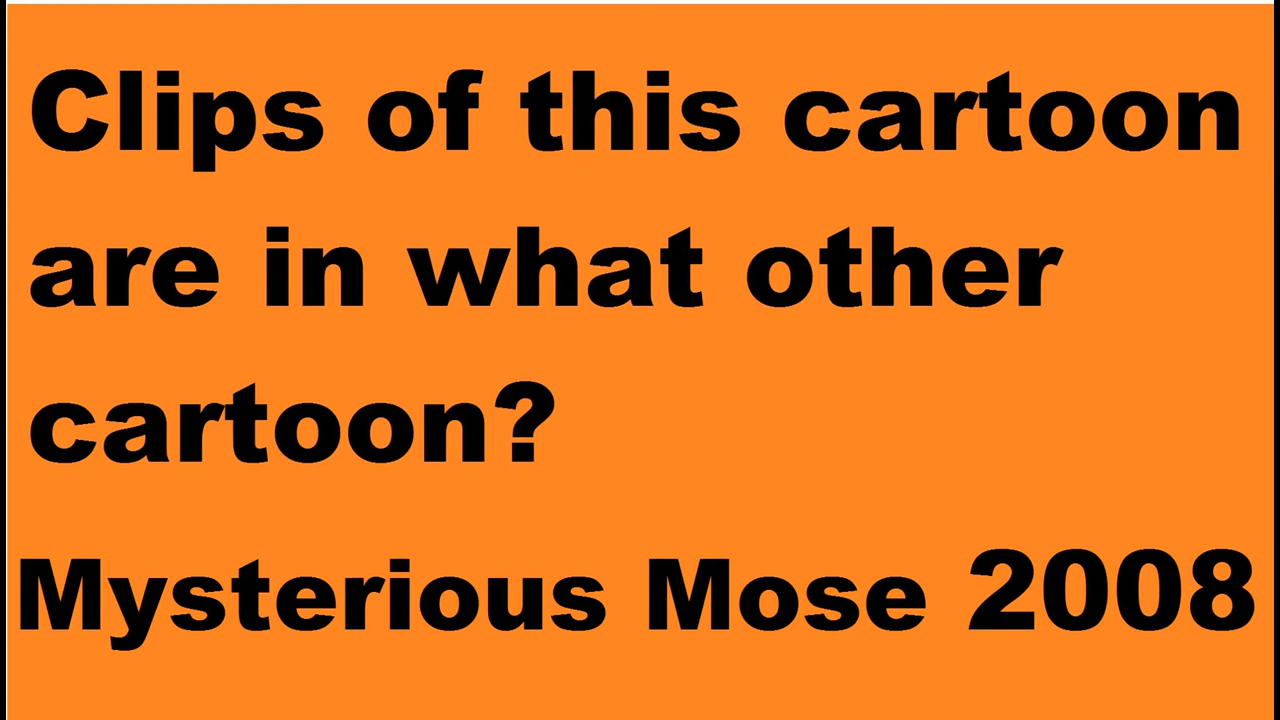 Clips of this cartoon
are in what other
cartoon?
Mysterious Mose 2008